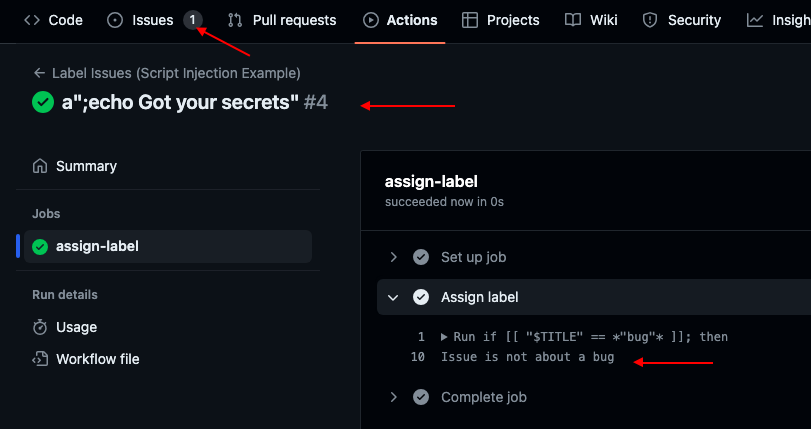 Code Issues 1 Pull requests Actions Projects Wiki Security Insigh
Label Issues (Script Injection Example)
a";echo Got your secrets" #4
Summary
Jobs
assign-label
Run details
Usage
Workflow file
assign-label
succeeded now in 0s
Set up job
Assign label
1 Run if [[ "$TITLE" == *"bug"* ]]; then
10 Issue is not about a bug
Complete job